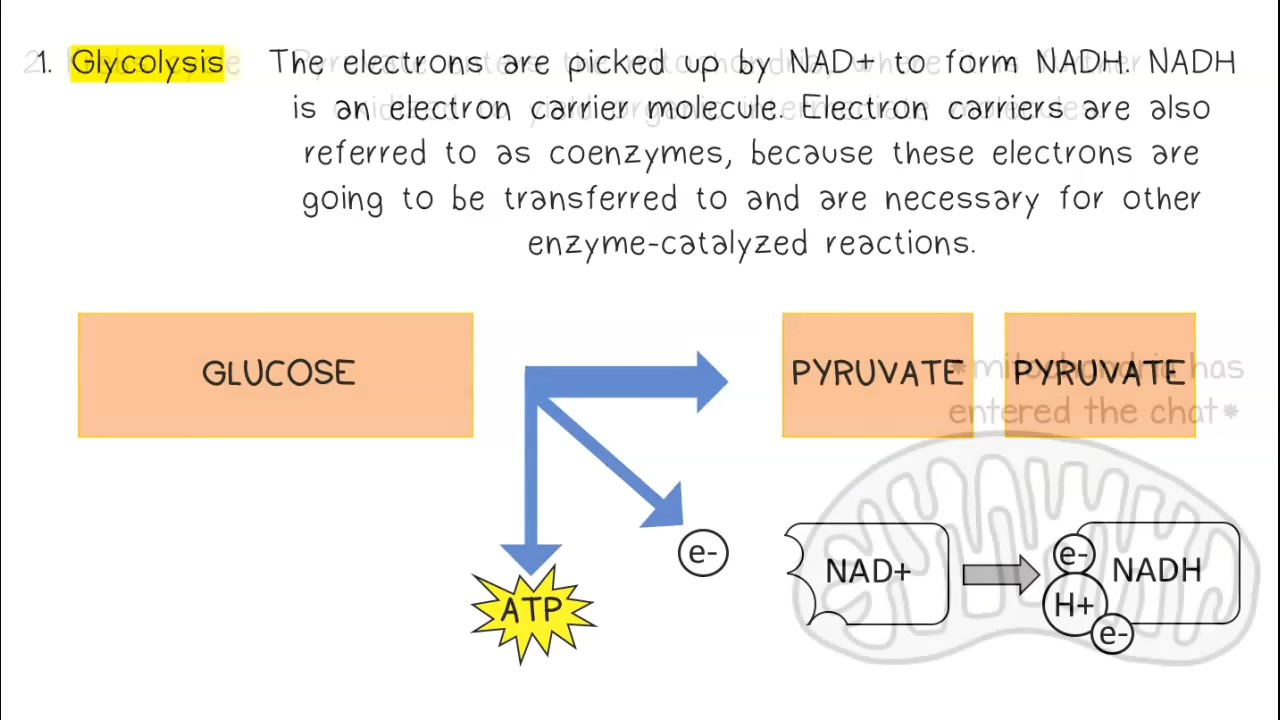 1. Glycolysis The electrons are picked up by NAD+ to form NADH. NADH
is an electron carrier molecule. Electron carriers are also
referred to as coenzymes, because these electrons are
going to be transferred to and are necessary for other
enzyme-catalyzed reactions.
GLUCOSE
PYRUVATE
PYRUVATE
*mitochondria has
entered the chat*
e-
NAD+
e-
NADH
H+
e-
ATP